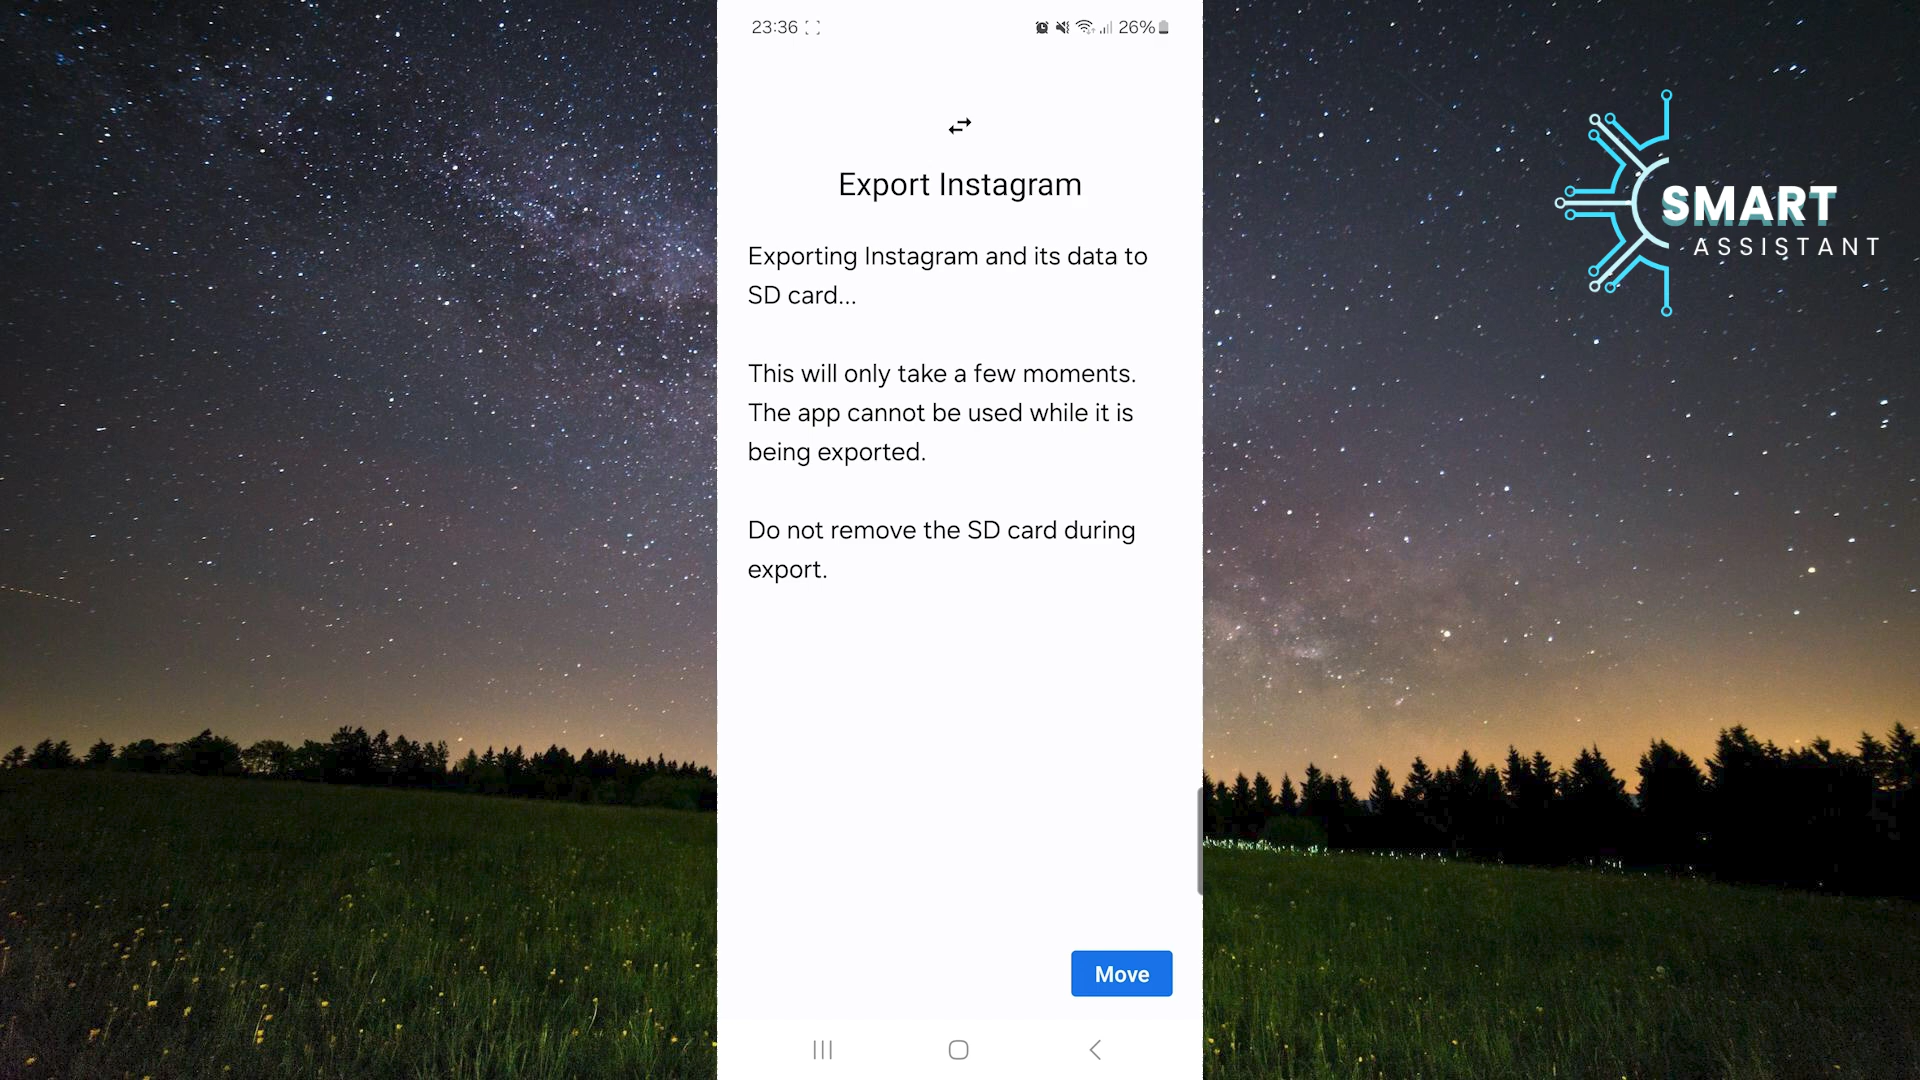 23:36
26%
Export Instagram
Exporting Instagram and its data to
SD card...
This will only take a few moments.
The app cannot be used while it is
being exported.
Do not remove the SD card during
export.
Move
SMART
ASSISTANT